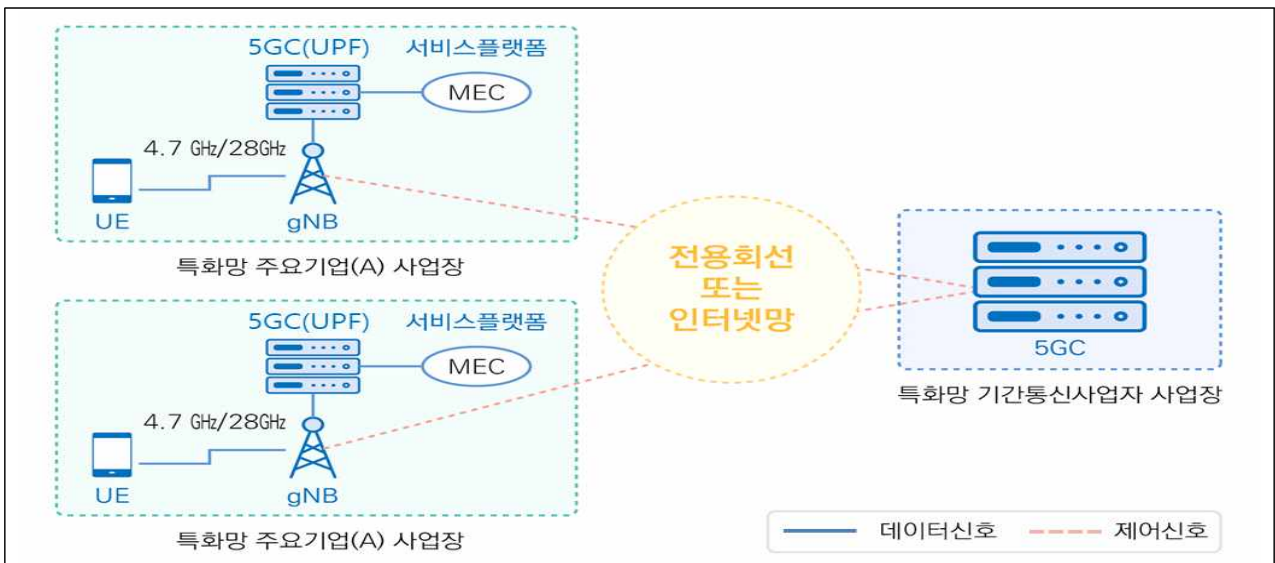 5GC(UPF) 서비스플랫폼
MEC
4.7 GHz/28GHz
UE
gNB
특화망 주요기업(A) 사업장
5GC(UPF) 서비스플랫폼
MEC
4.7 GHz/28GHz
UE
gNB
특화망 주요기업(A) 사업장
전용회선
또는
인터넷망
5GC
특화망 기간통신사업자 사업장
데이터신호 제어신호